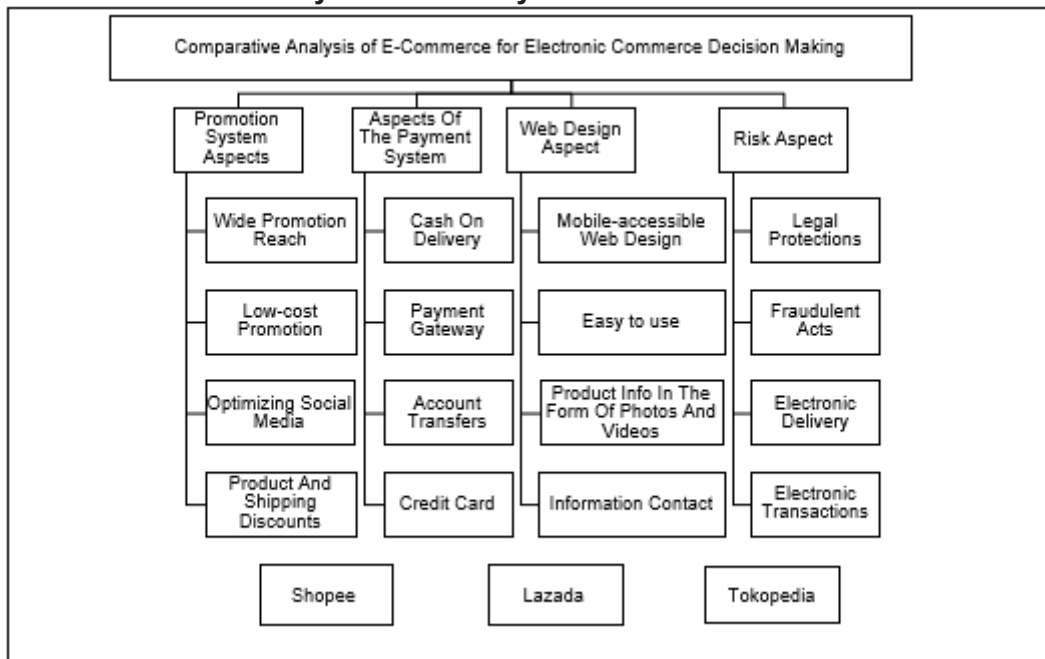 Comparative Analysis of E-Commerce for Electronic Commerce Decision Making
Promotion
System
Aspects
Aspects Of
The Payment
System
Web Design
Aspect
Risk Aspect
Wide Promotion
Reach
Cash On
Delivery
Mobile-accessible
Web Design
Legal
Protections
Low-cost
Promotion
Payment
Gateway
Easy to use
Fraudulent
Acts
Optimizing Social
Media
Account
Transfers
Product Info In The
Form Of Photos And
Videos
Electronic
Delivery
Product And
Shipping
Discounts
Credit Card
Information Contact
Electronic
Transactions
Shopee
Lazada
Tokopedia